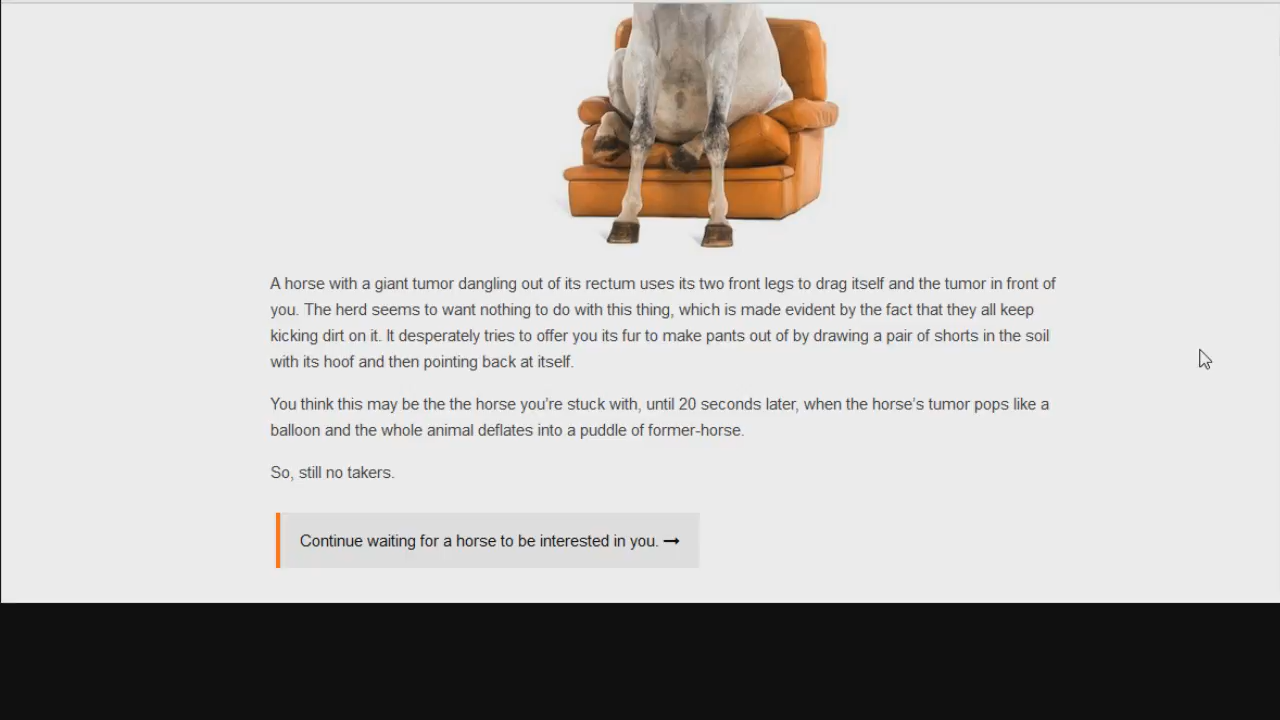 A horse with a giant tumor dangling out of its rectum uses its two front legs to drag itself and the tumor in front of
you. The herd seems to want nothing to do with this thing, which is made evident by the fact that they all keep
kicking dirt on it. It desperately tries to offer you its fur to make pants out of by drawing a pair of shorts in the soil
with its hoof and then pointing back at itself.
You think this may be the the horse you’re stuck with, until 20 seconds later, when the horse’s tumor pops like a
balloon and the whole animal deflates into a puddle of former-horse.
So, still no takers.
Continue waiting for a horse to be interested in you. ➞